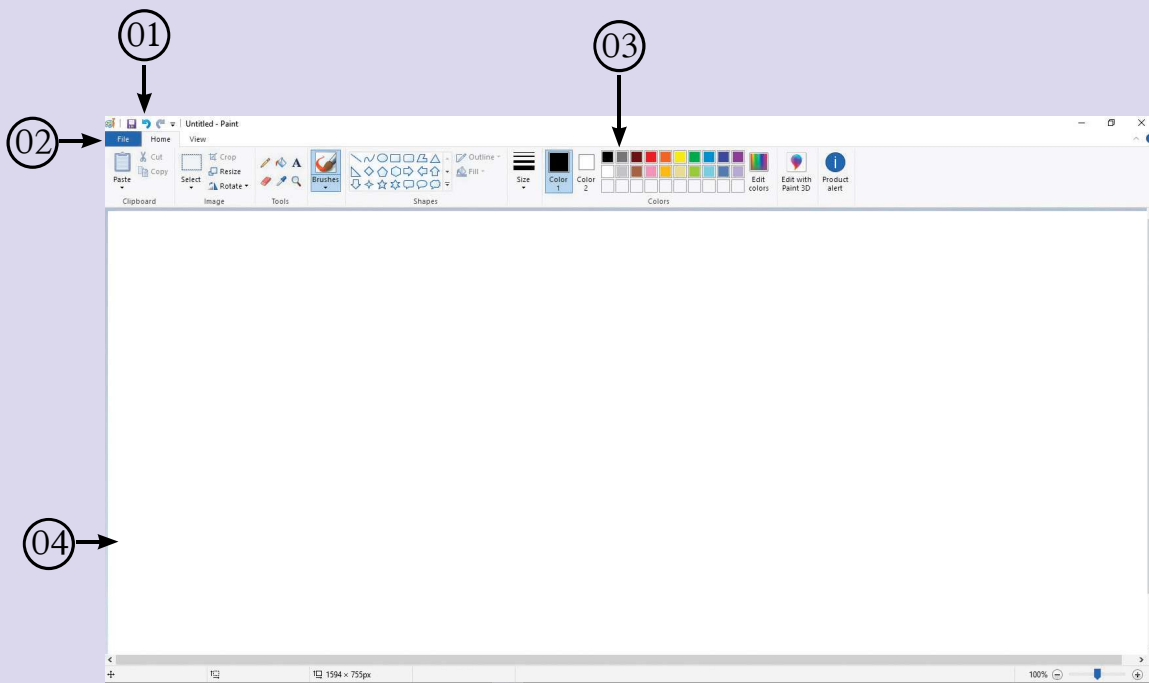 01
03
02
04
Untitled - Paint
File Home View
Paste
Cut
Copy
Clipboard
Select
Crop
Resize
Rotate
Image
A
Tools
Brushes
Outline
Fill
Shapes
Size
Color 1
Color 2
Edit colors
Colors
Edit with Paint 3D
Product alert
1594 × 755px
100%